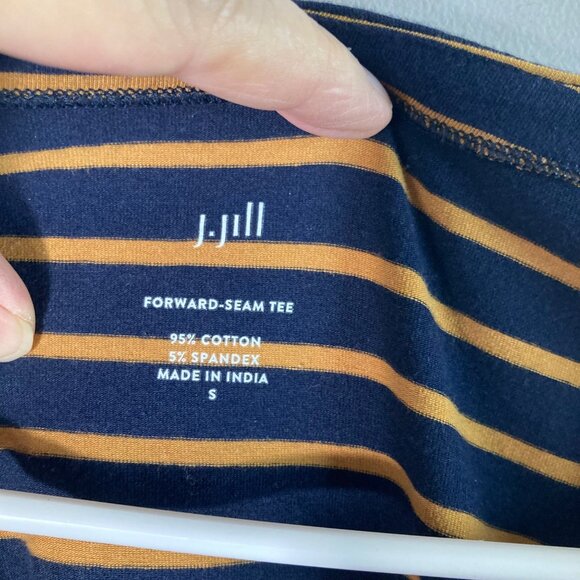 J.Jill
FORWARD-SEAM TEE
95% COTTON
5% SPANDEX
MADE IN INDIA
S